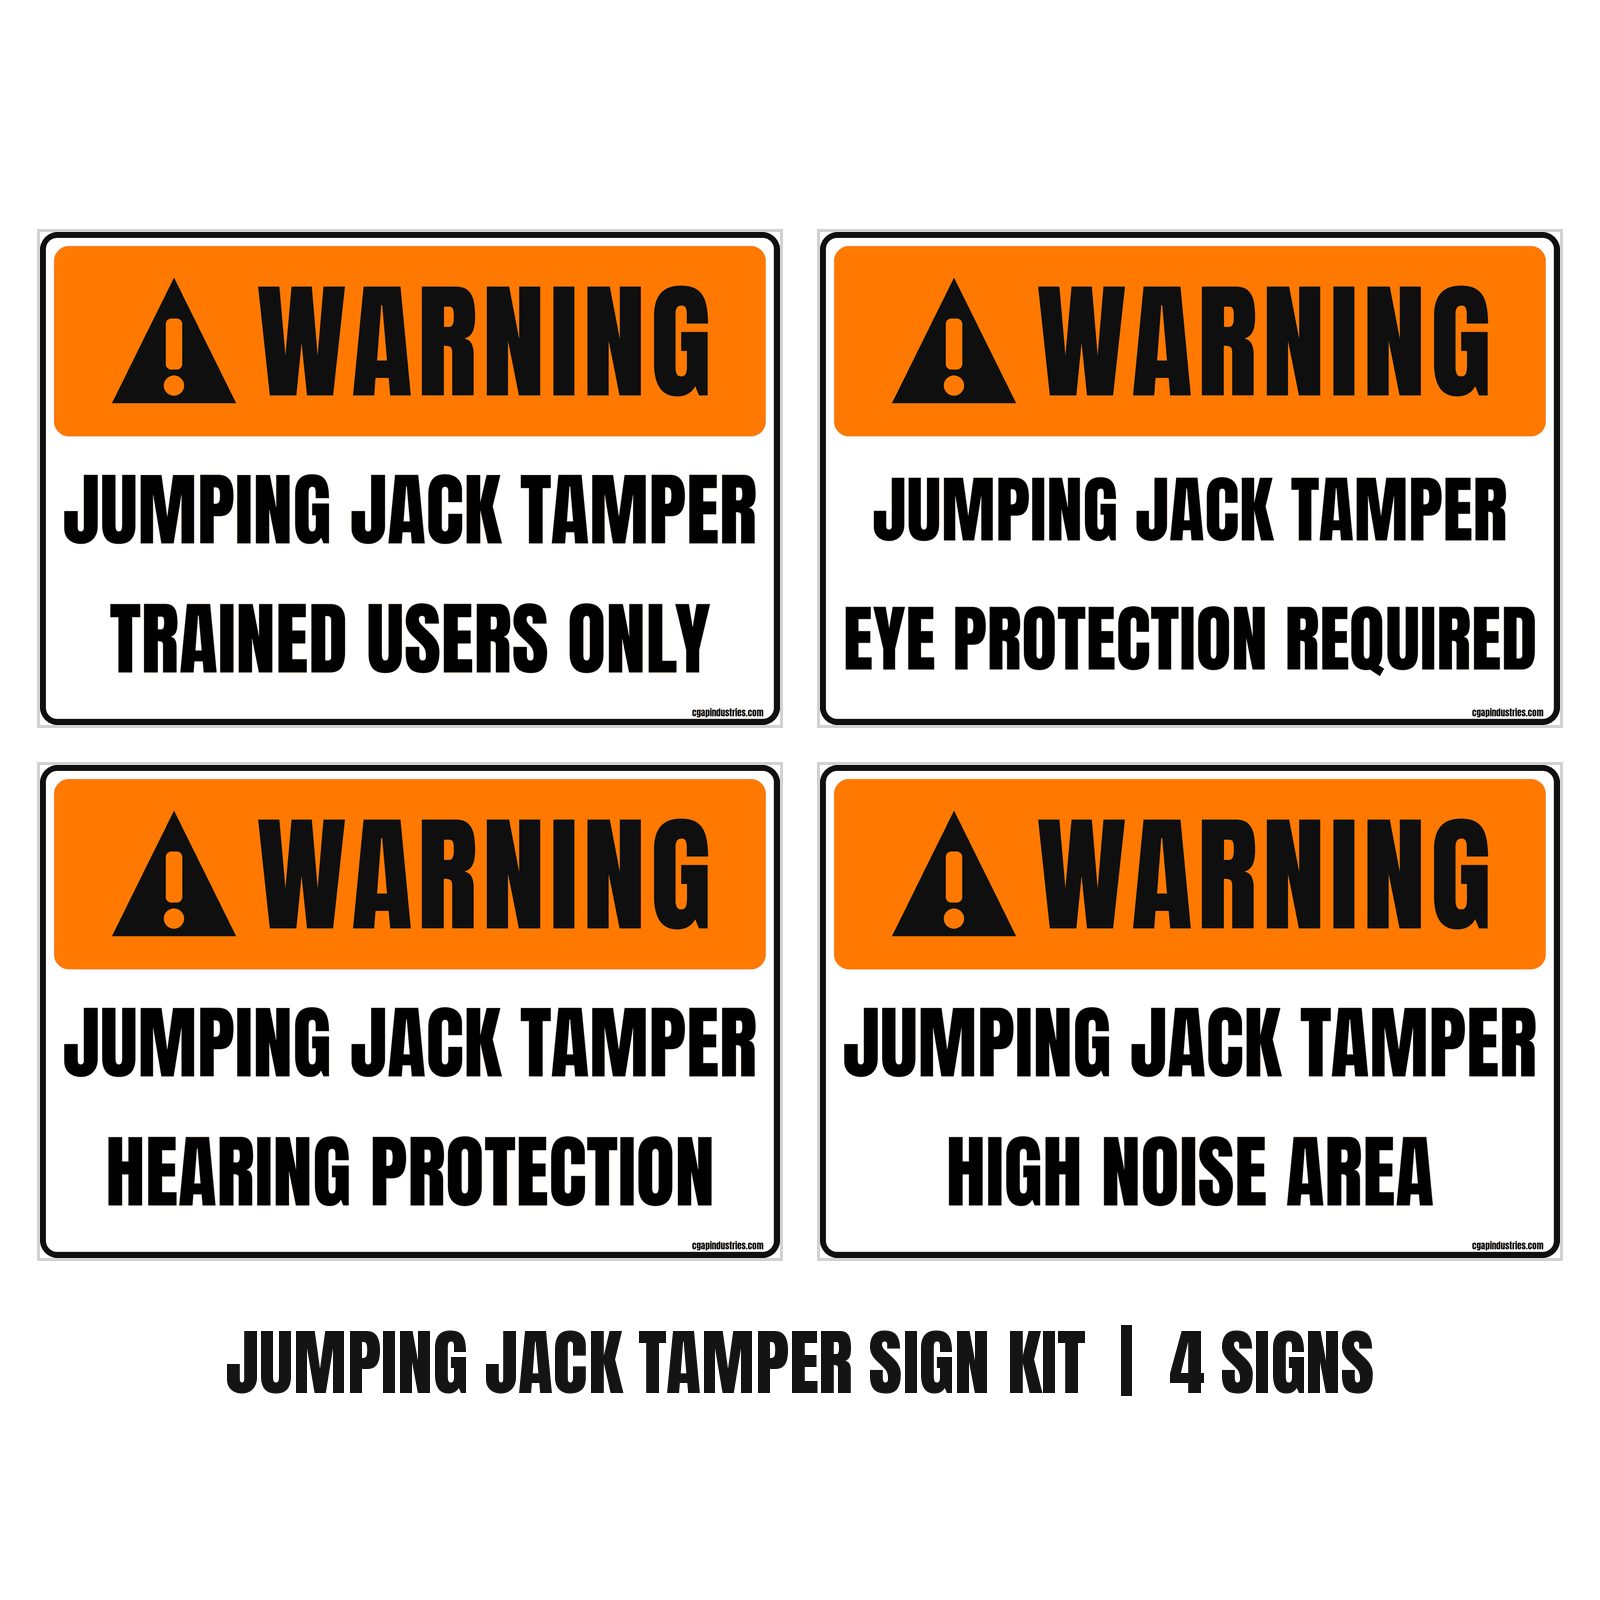 WARNING
JUMPING JACK TAMPER
TRAINED USERS ONLY
cgapindustries.com
WARNING
JUMPING JACK TAMPER
EYE PROTECTION REQUIRED
cgapindustries.com
WARNING
JUMPING JACK TAMPER
HEARING PROTECTION
cgapindustries.com
WARNING
JUMPING JACK TAMPER
HIGH NOISE AREA
cgapindustries.com
JUMPING JACK TAMPER SIGN KIT | 4 SIGNS